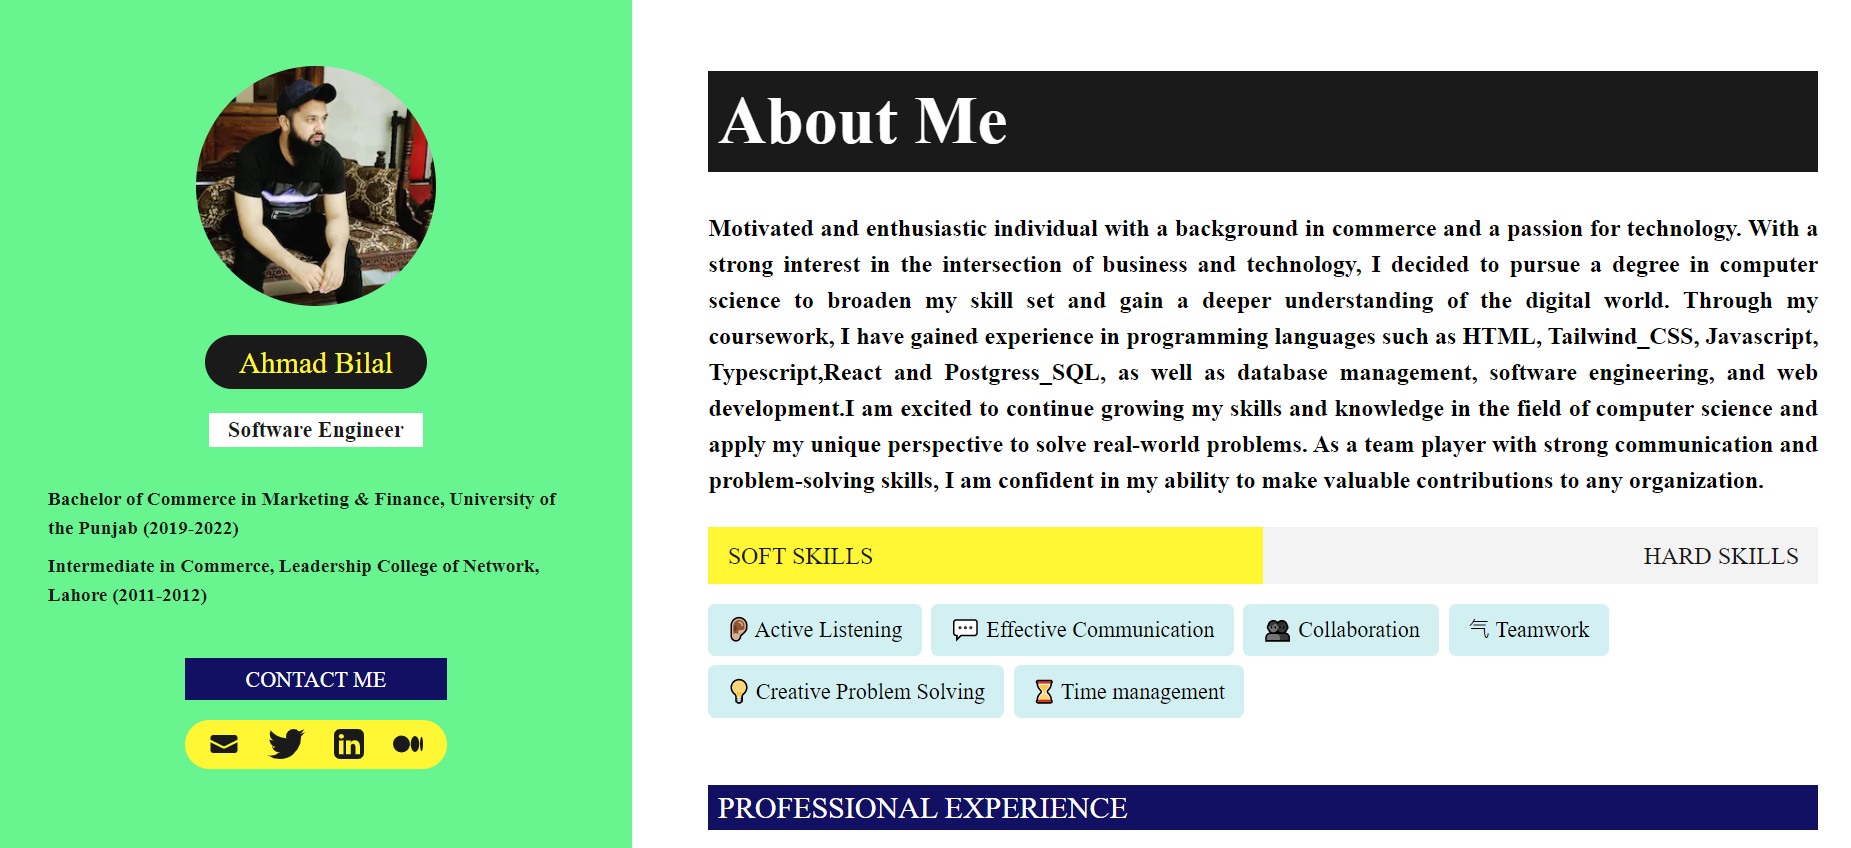 Ahmad Bilal
Software Engineer
Bachelor of Commerce in Marketing & Finance, University of
the Punjab (2019-2022)
Intermediate in Commerce, Leadership College of Network,
Lahore (2011-2012)
CONTACT ME
About Me
Motivated and enthusiastic individual with a background in commerce and a passion for technology. With a
strong interest in the intersection of business and technology, I decided to pursue a degree in computer
science to broaden my skill set and gain a deeper understanding of the digital world. Through my
coursework, I have gained experience in programming languages such as HTML, Tailwind_CSS, Javascript,
Typescript,React and Postgress_SQL, as well as database management, software engineering, and web
development.I am excited to continue growing my skills and knowledge in the field of computer science and
apply my unique perspective to solve real-world problems. As a team player with strong communication and
problem-solving skills, I am confident in my ability to make valuable contributions to any organization.
SOFT SKILLS HARD SKILLS
👂🏽 Active Listening 💬 Effective Communication 👥 Collaboration ⺦ Teamwork
💡 Creative Problem Solving ⏳ Time management
PROFESSIONAL EXPERIENCE